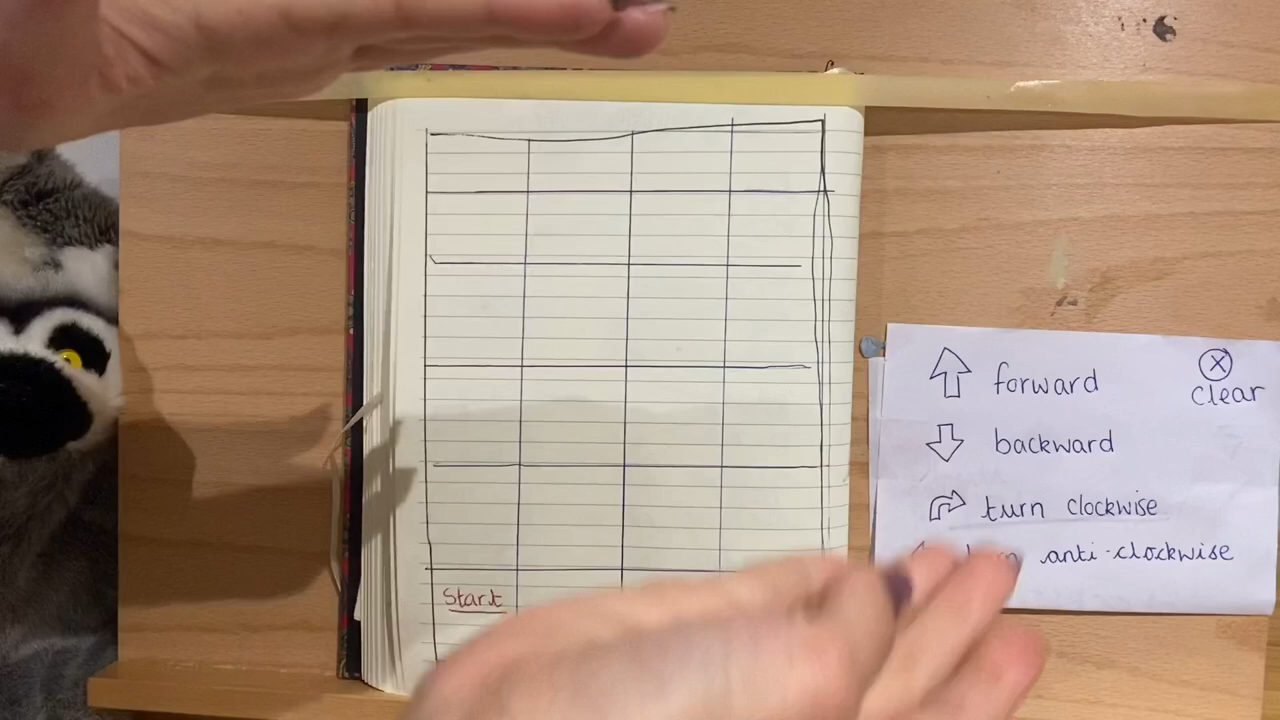 forward
clear
backward
turn clockwise
anti-clockwise
Start